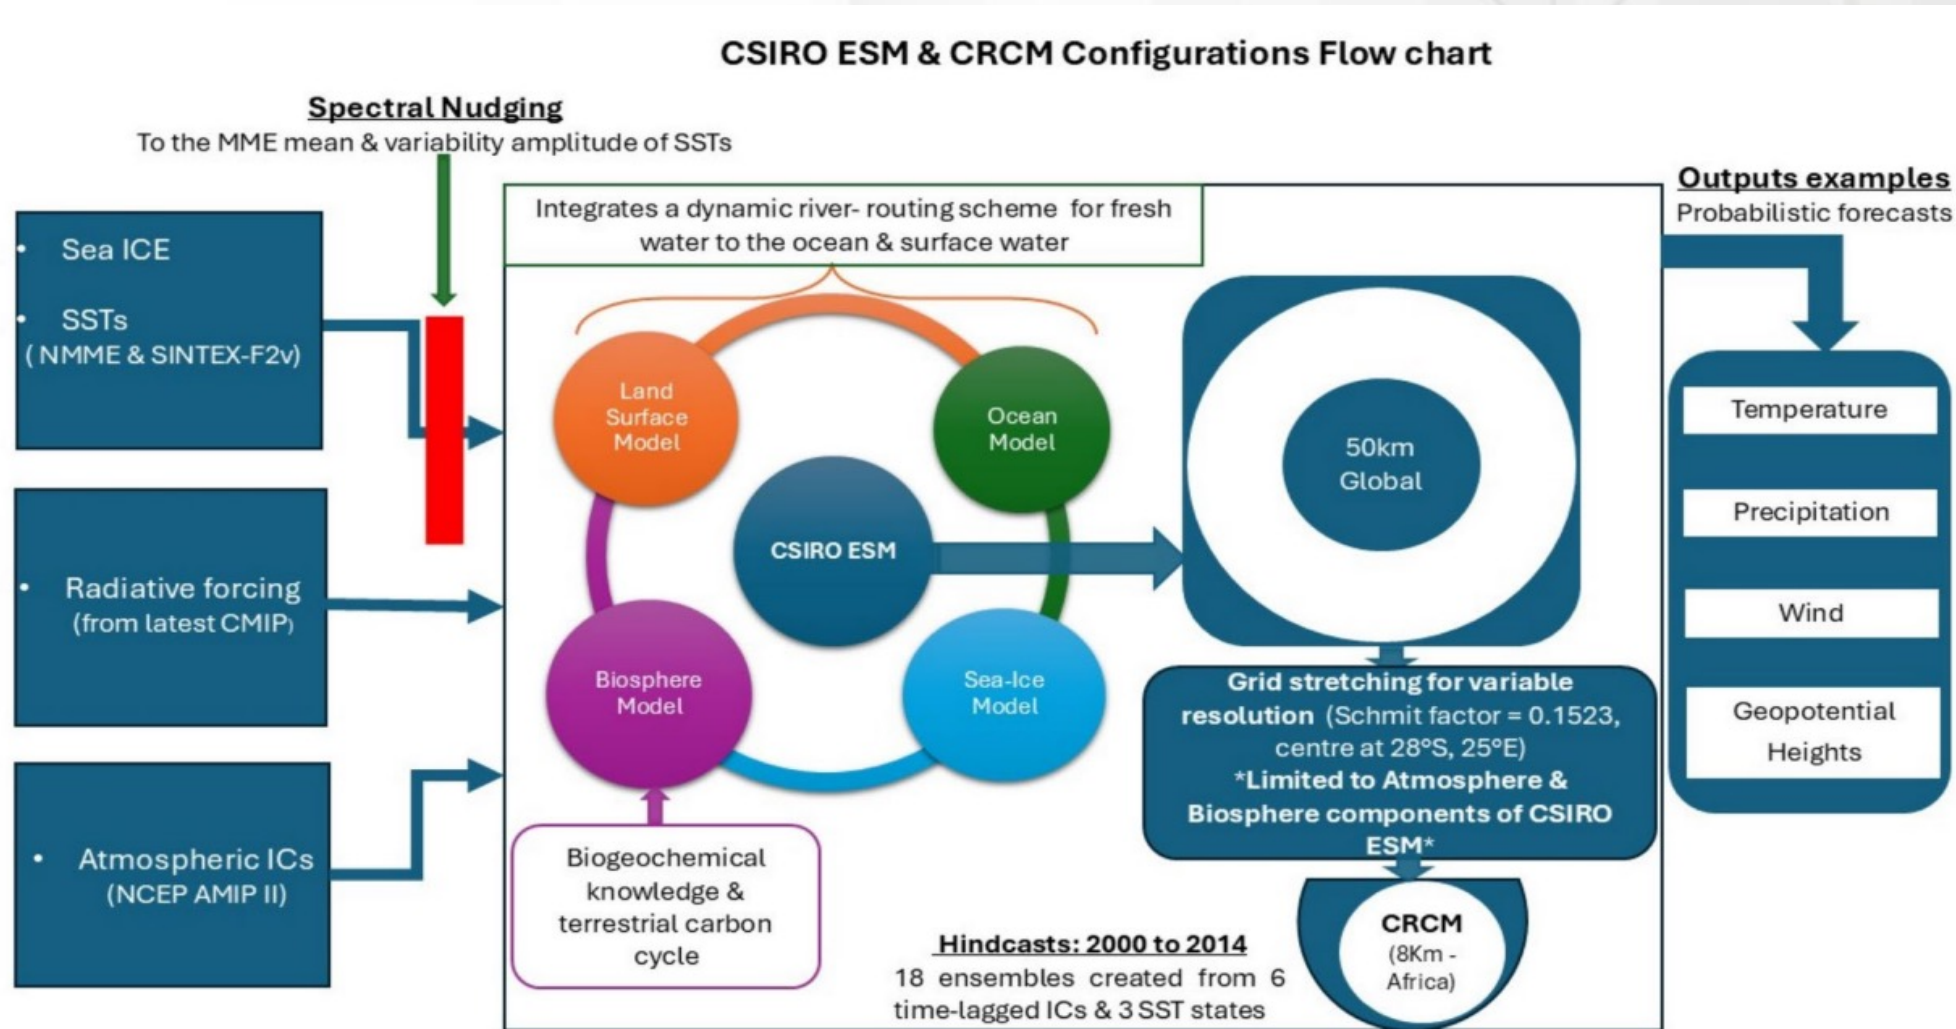 CSIRO ESM & CRCM Configurations Flow chart
Spectral Nudging
To the MME mean & variability amplitude of SSTs
• Sea ICE
• SSTs
( NMME & SINTEX-F2v)
• Radiative forcing
(from latest CMIP)
• Atmospheric ICs
(NCEP AMIP II)
Integrates a dynamic river- routing scheme for fresh
water to the ocean & surface water
Land
Surface
Model
Ocean
Model
CSIRO ESM
Biosphere
Model
Sea-Ice
Model
Biogeochemical
knowledge &
terrestrial carbon
cycle
50km
Global
Grid stretching for variable
resolution (Schmit factor = 0.1523,
centre at 28°S, 25°E)
*Limited to Atmosphere &
Biosphere components of CSIRO
ESM*
CRCM
(8Km -
Africa)
Hindcasts: 2000 to 2014
18 ensembles created from 6
time-lagged ICs & 3 SST states
Outputs examples
Probabilistic forecasts
Temperature
Precipitation
Wind
Geopotential
Heights